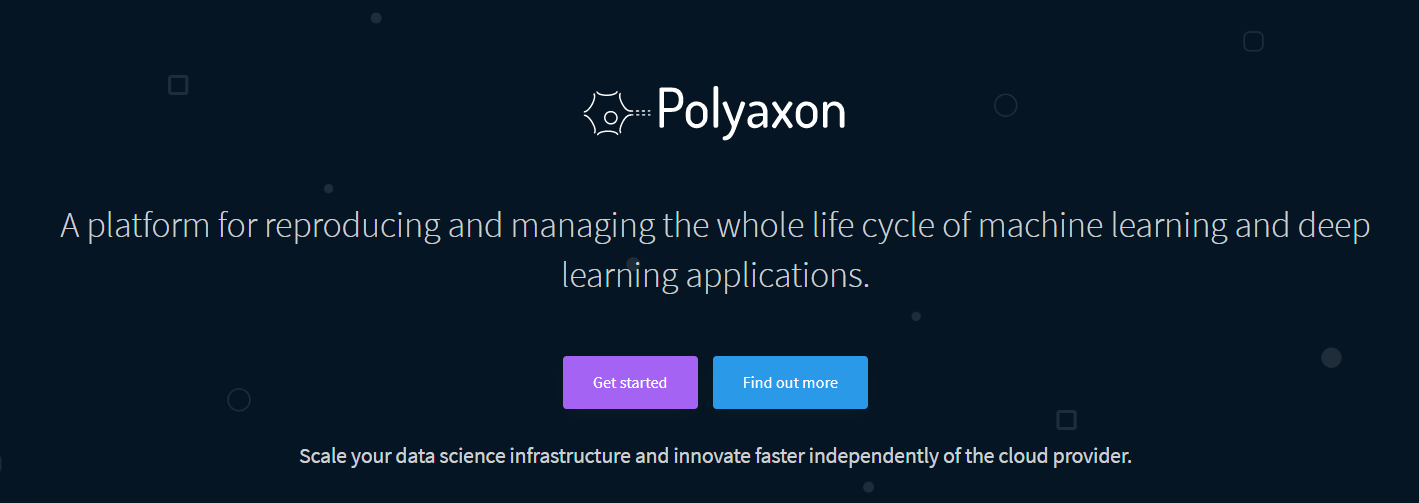 Polyaxon
A platform for reproducing and managing the whole life cycle of machine learning and deep
learning applications.
Get started
Find out more
Scale your data science infrastructure and innovate faster independently of the cloud provider.